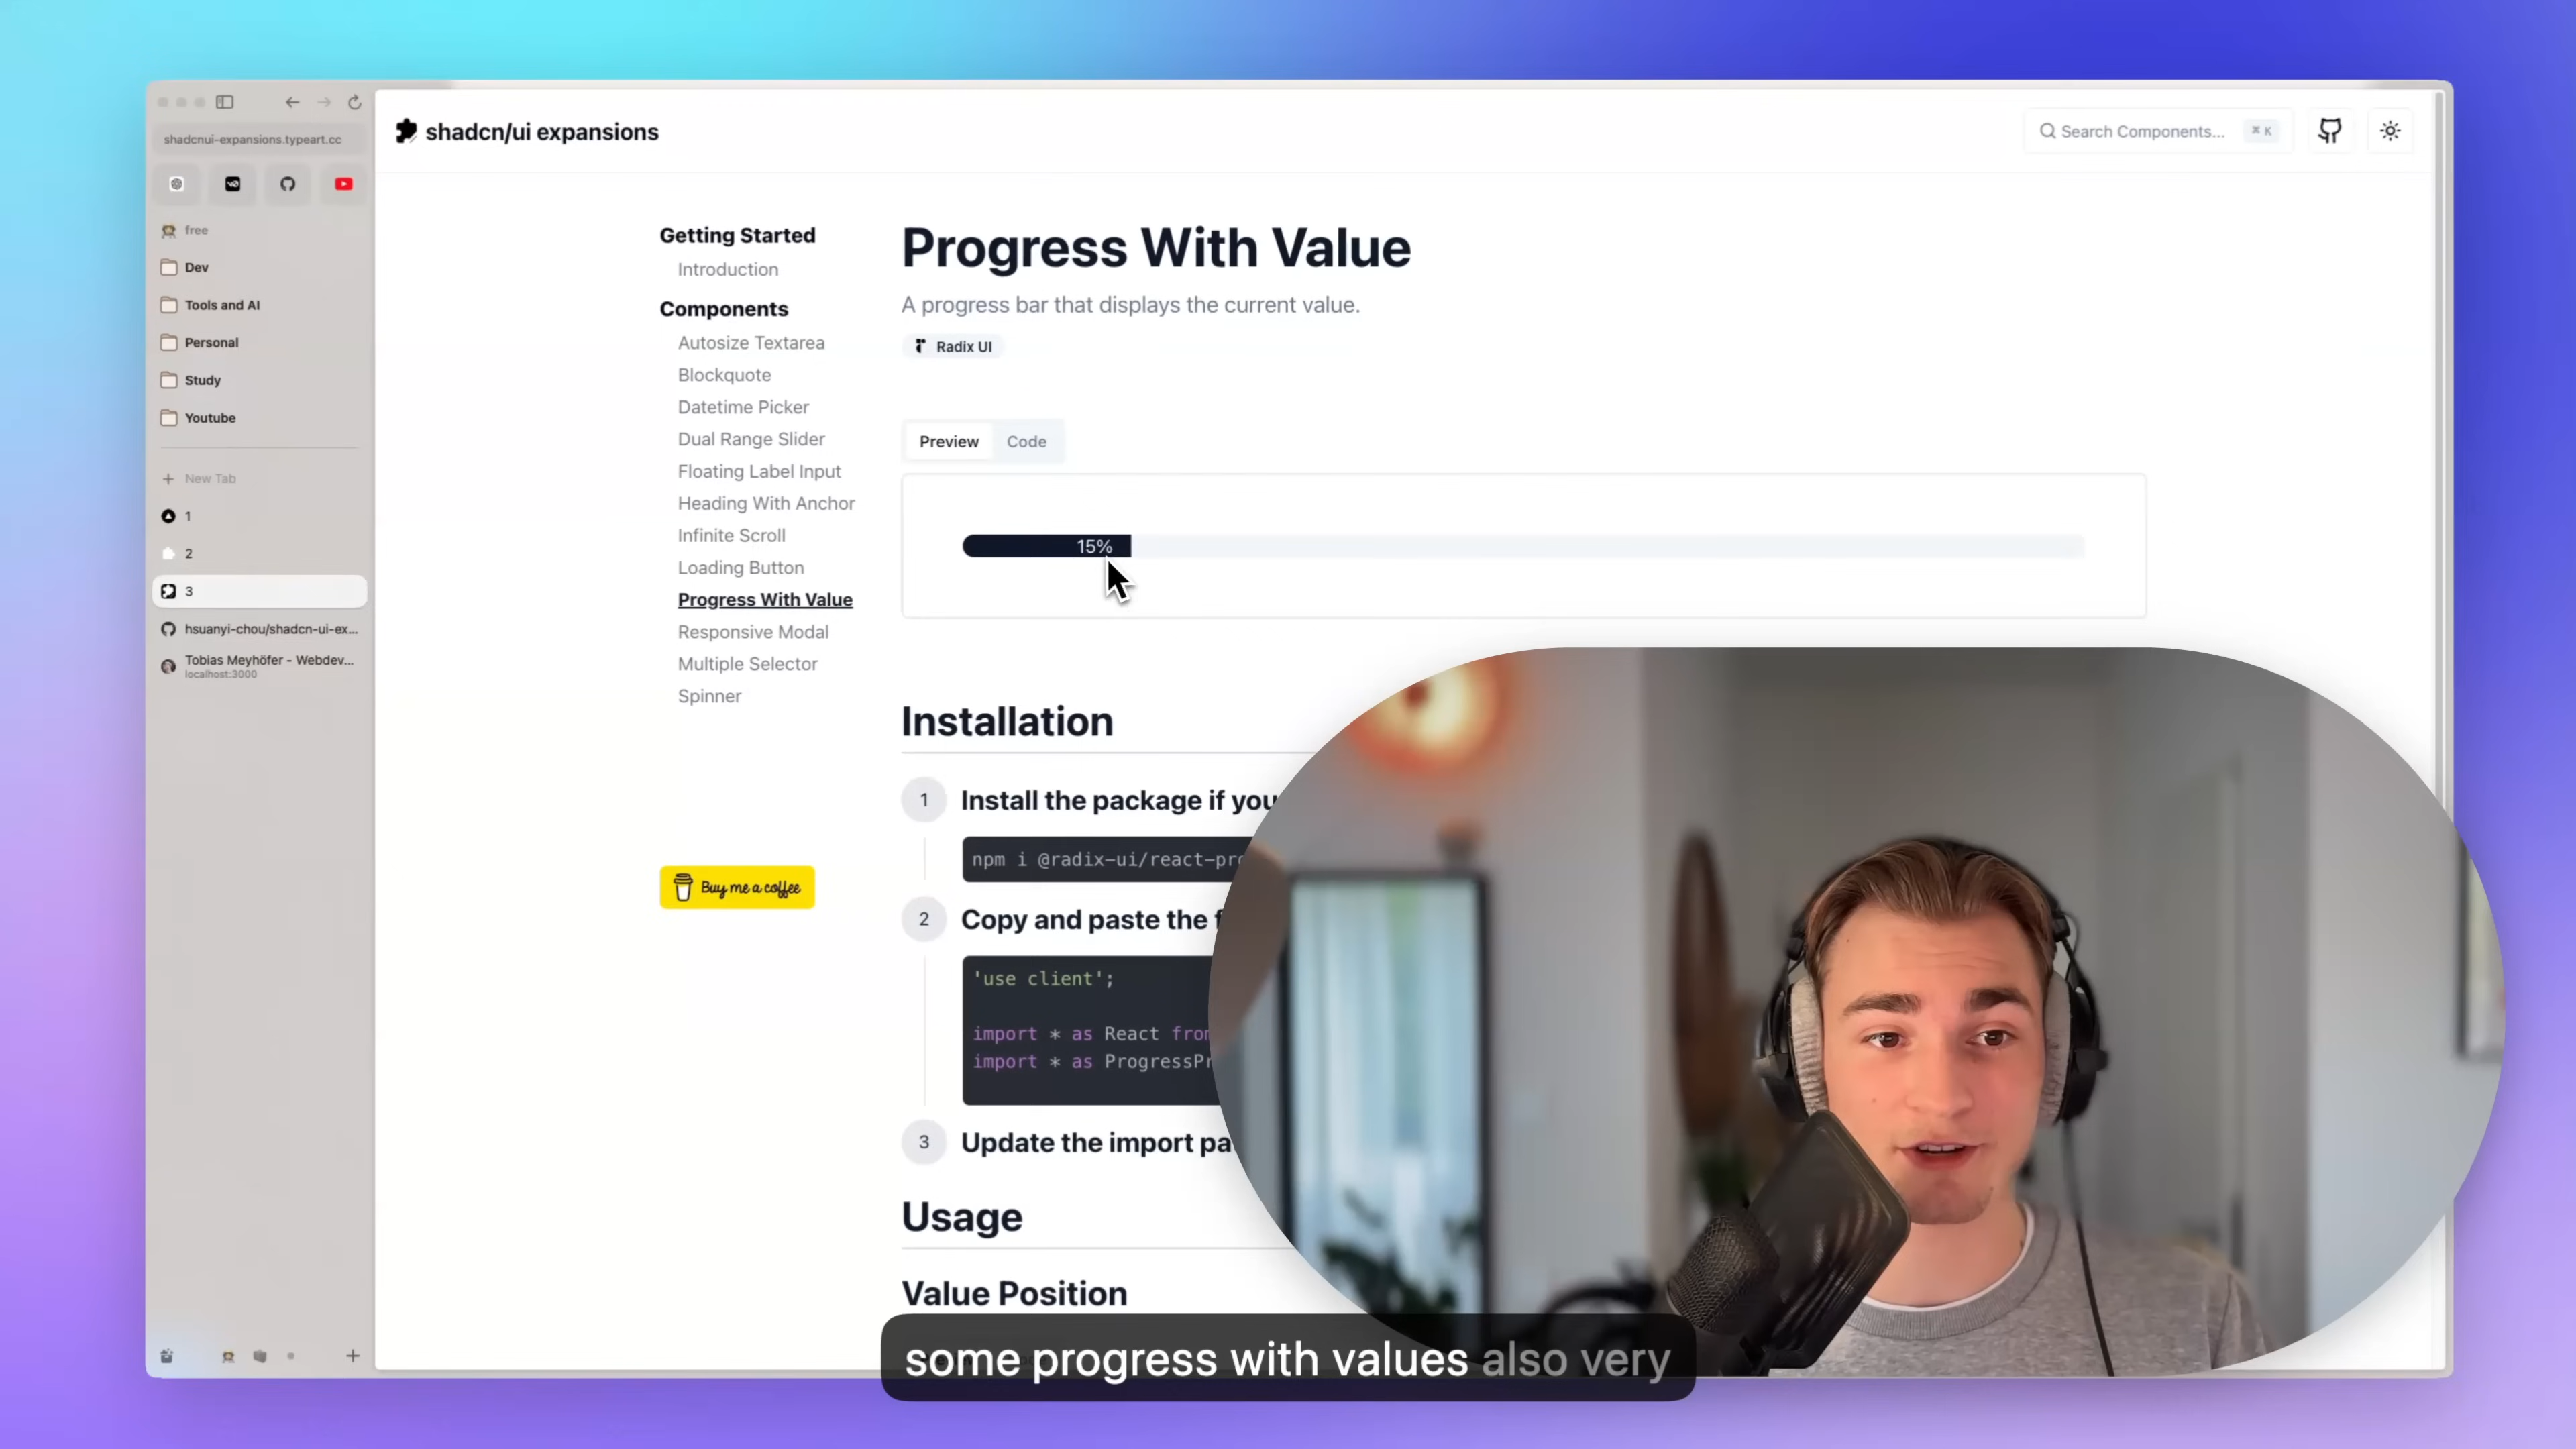 shadcnui-expansions.typeart.cc
free
Dev
Tools and AI
Personal
Study
Youtube
New Tab
1
2
3
hsuanyi-chou/shadcn-ui-ex...
Tobias Meyhöfer - Webdev...
localhost:3000
shadcn/ui expansions
Search Components...
⌘ K
Getting Started
Introduction
Components
Autosize Textarea
Blockquote
Datetime Picker
Dual Range Slider
Floating Label Input
Heading With Anchor
Infinite Scroll
Loading Button
Progress With Value
Responsive Modal
Multiple Selector
Spinner
Buy me a coffee
Progress With Value
A progress bar that displays the current value.
Radix UI
Preview
Code
15%
Installation
1
Install the package if you
npm i @radix-ui/react-pro
2
Copy and paste the f
'use client';
import * as React from
import * as ProgressPr
3
Update the import pa
Usage
Value Position
some progress with values also very